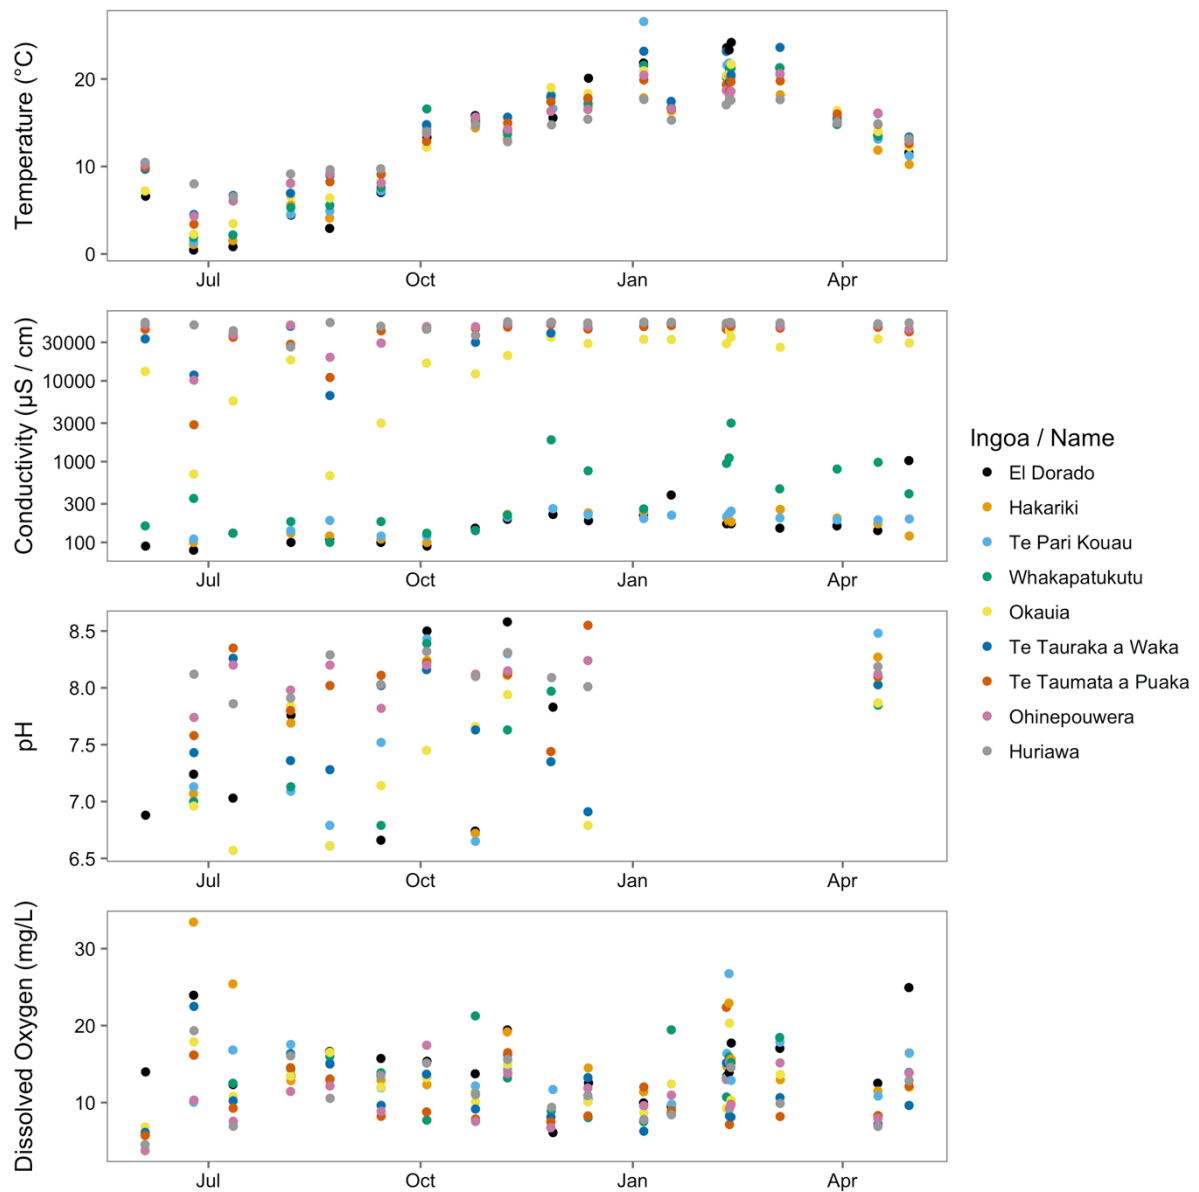 Temperature (°C)
20
10
0
Jul
Oct
Jan
Apr
Conductivity (µS / cm)
30000
10000
3000
1000
300
100
Jul
Oct
Jan
Apr
pH
8.5
8.0
7.5
7.0
6.5
Jul
Oct
Jan
Apr
Dissolved Oxygen (mg/L)
30
20
10
Jul
Oct
Jan
Apr
Ingoa / Name
El Dorado
Hakariki
Te Pari Kouau
Whakapatukutu
Okauia
Te Tauraka a Waka
Te Taumata a Puaka
Ohinepouwera
Huriawa